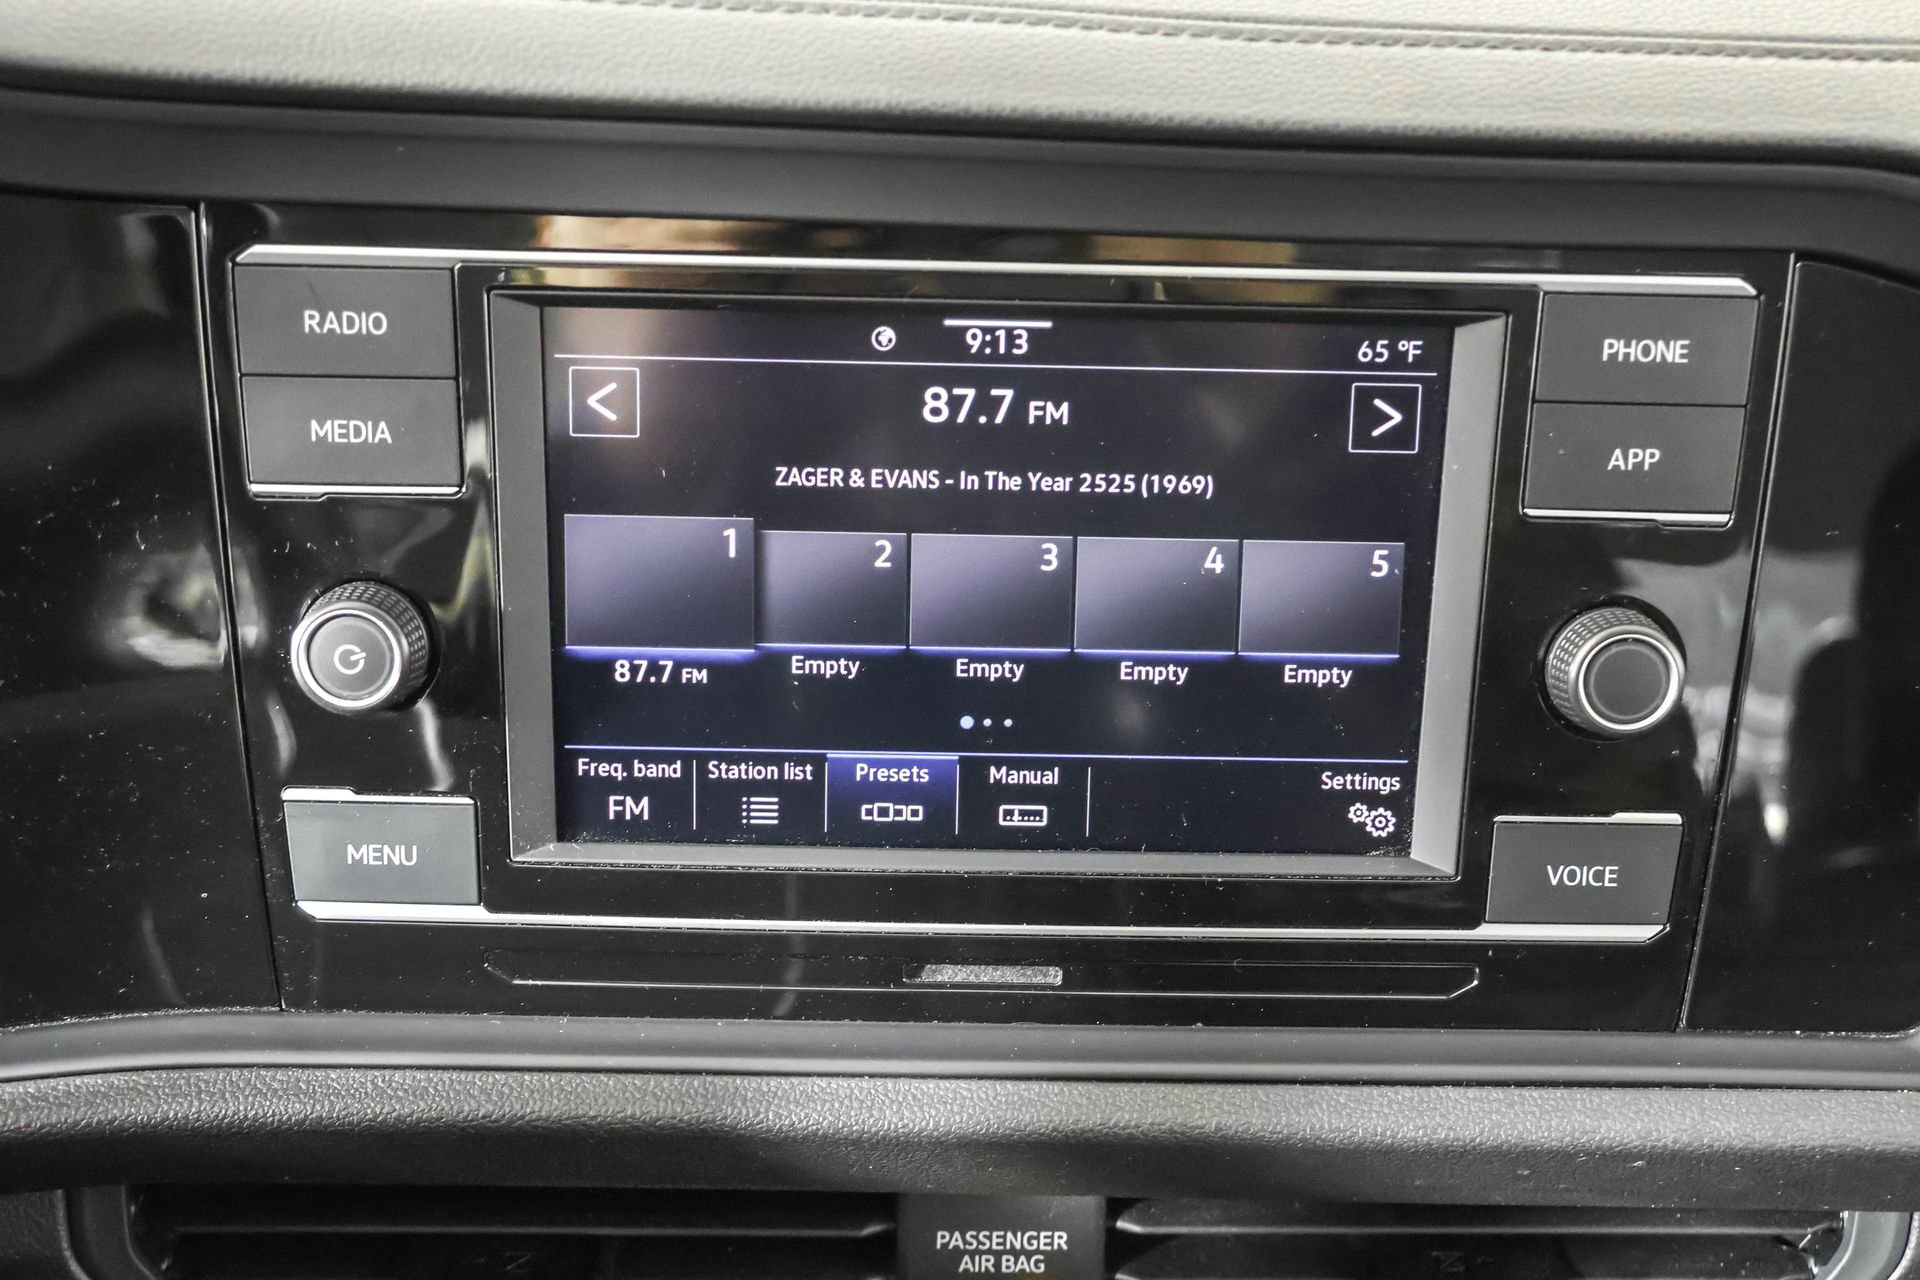 RADIO
MEDIA
MENU
9:13
65 °F
<
87.7 FM
>
ZAGER & EVANS - In The Year 2525 (1969)
1 2 3 4 5
87.7 FM Empty Empty Empty Empty
Freq. band Station list Presets Manual Settings
FM
PHONE
APP
VOICE
PASSENGER
AIR BAG